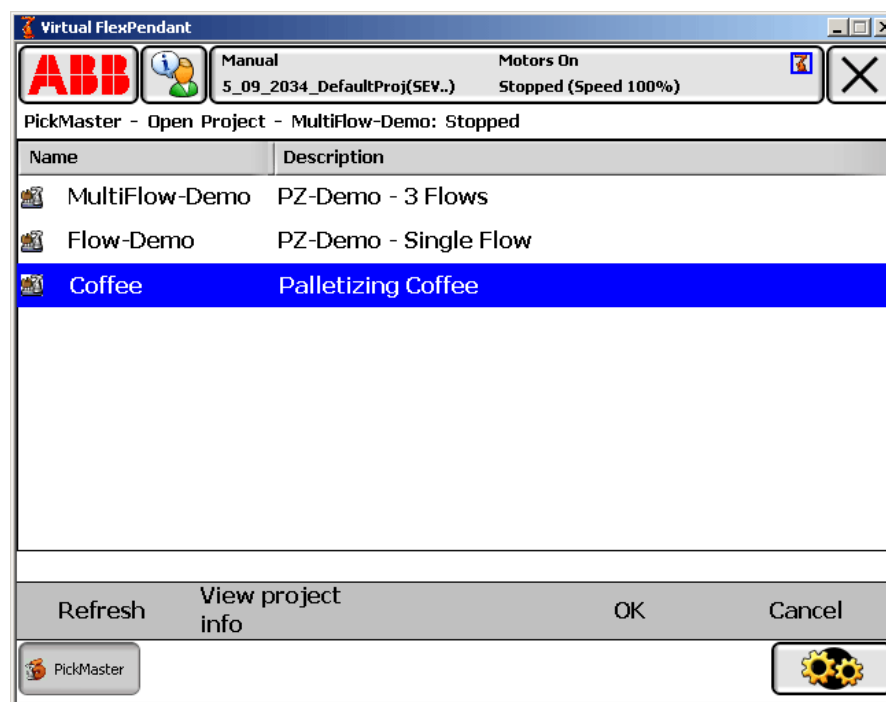 Virtual FlexPendant
ABB
Manual
5_09_2034_DefaultProj(SEV..)
Motors On
Stopped (Speed 100%)
PickMaster - Open Project - MultiFlow-Demo: Stopped
Name Description
MultiFlow-Demo PZ-Demo - 3 Flows
Flow-Demo PZ-Demo - Single Flow
Coffee Palletizing Coffee
Refresh
View project
info
OK
Cancel
PickMaster